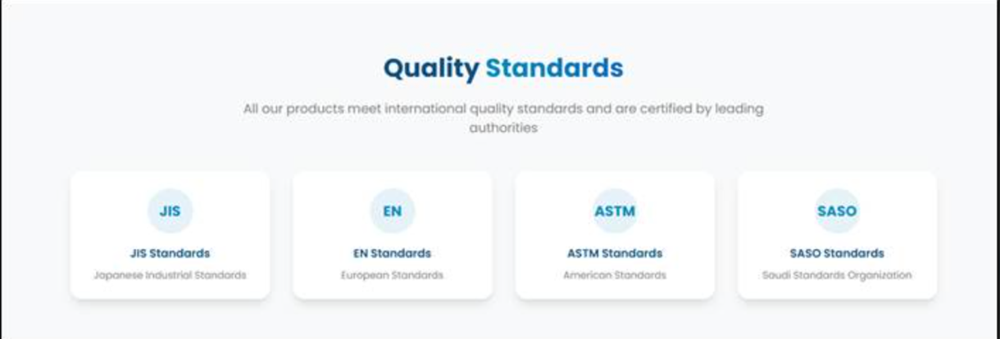 Quality Standards
All our products meet international quality standards and are certified by leading
authorities
JIS
JIS Standards
Japanese Industrial Standards
EN
EN Standards
European Standards
ASTM
ASTM Standards
American Standards
SASO
SASO Standards
Saudi Standards Organization